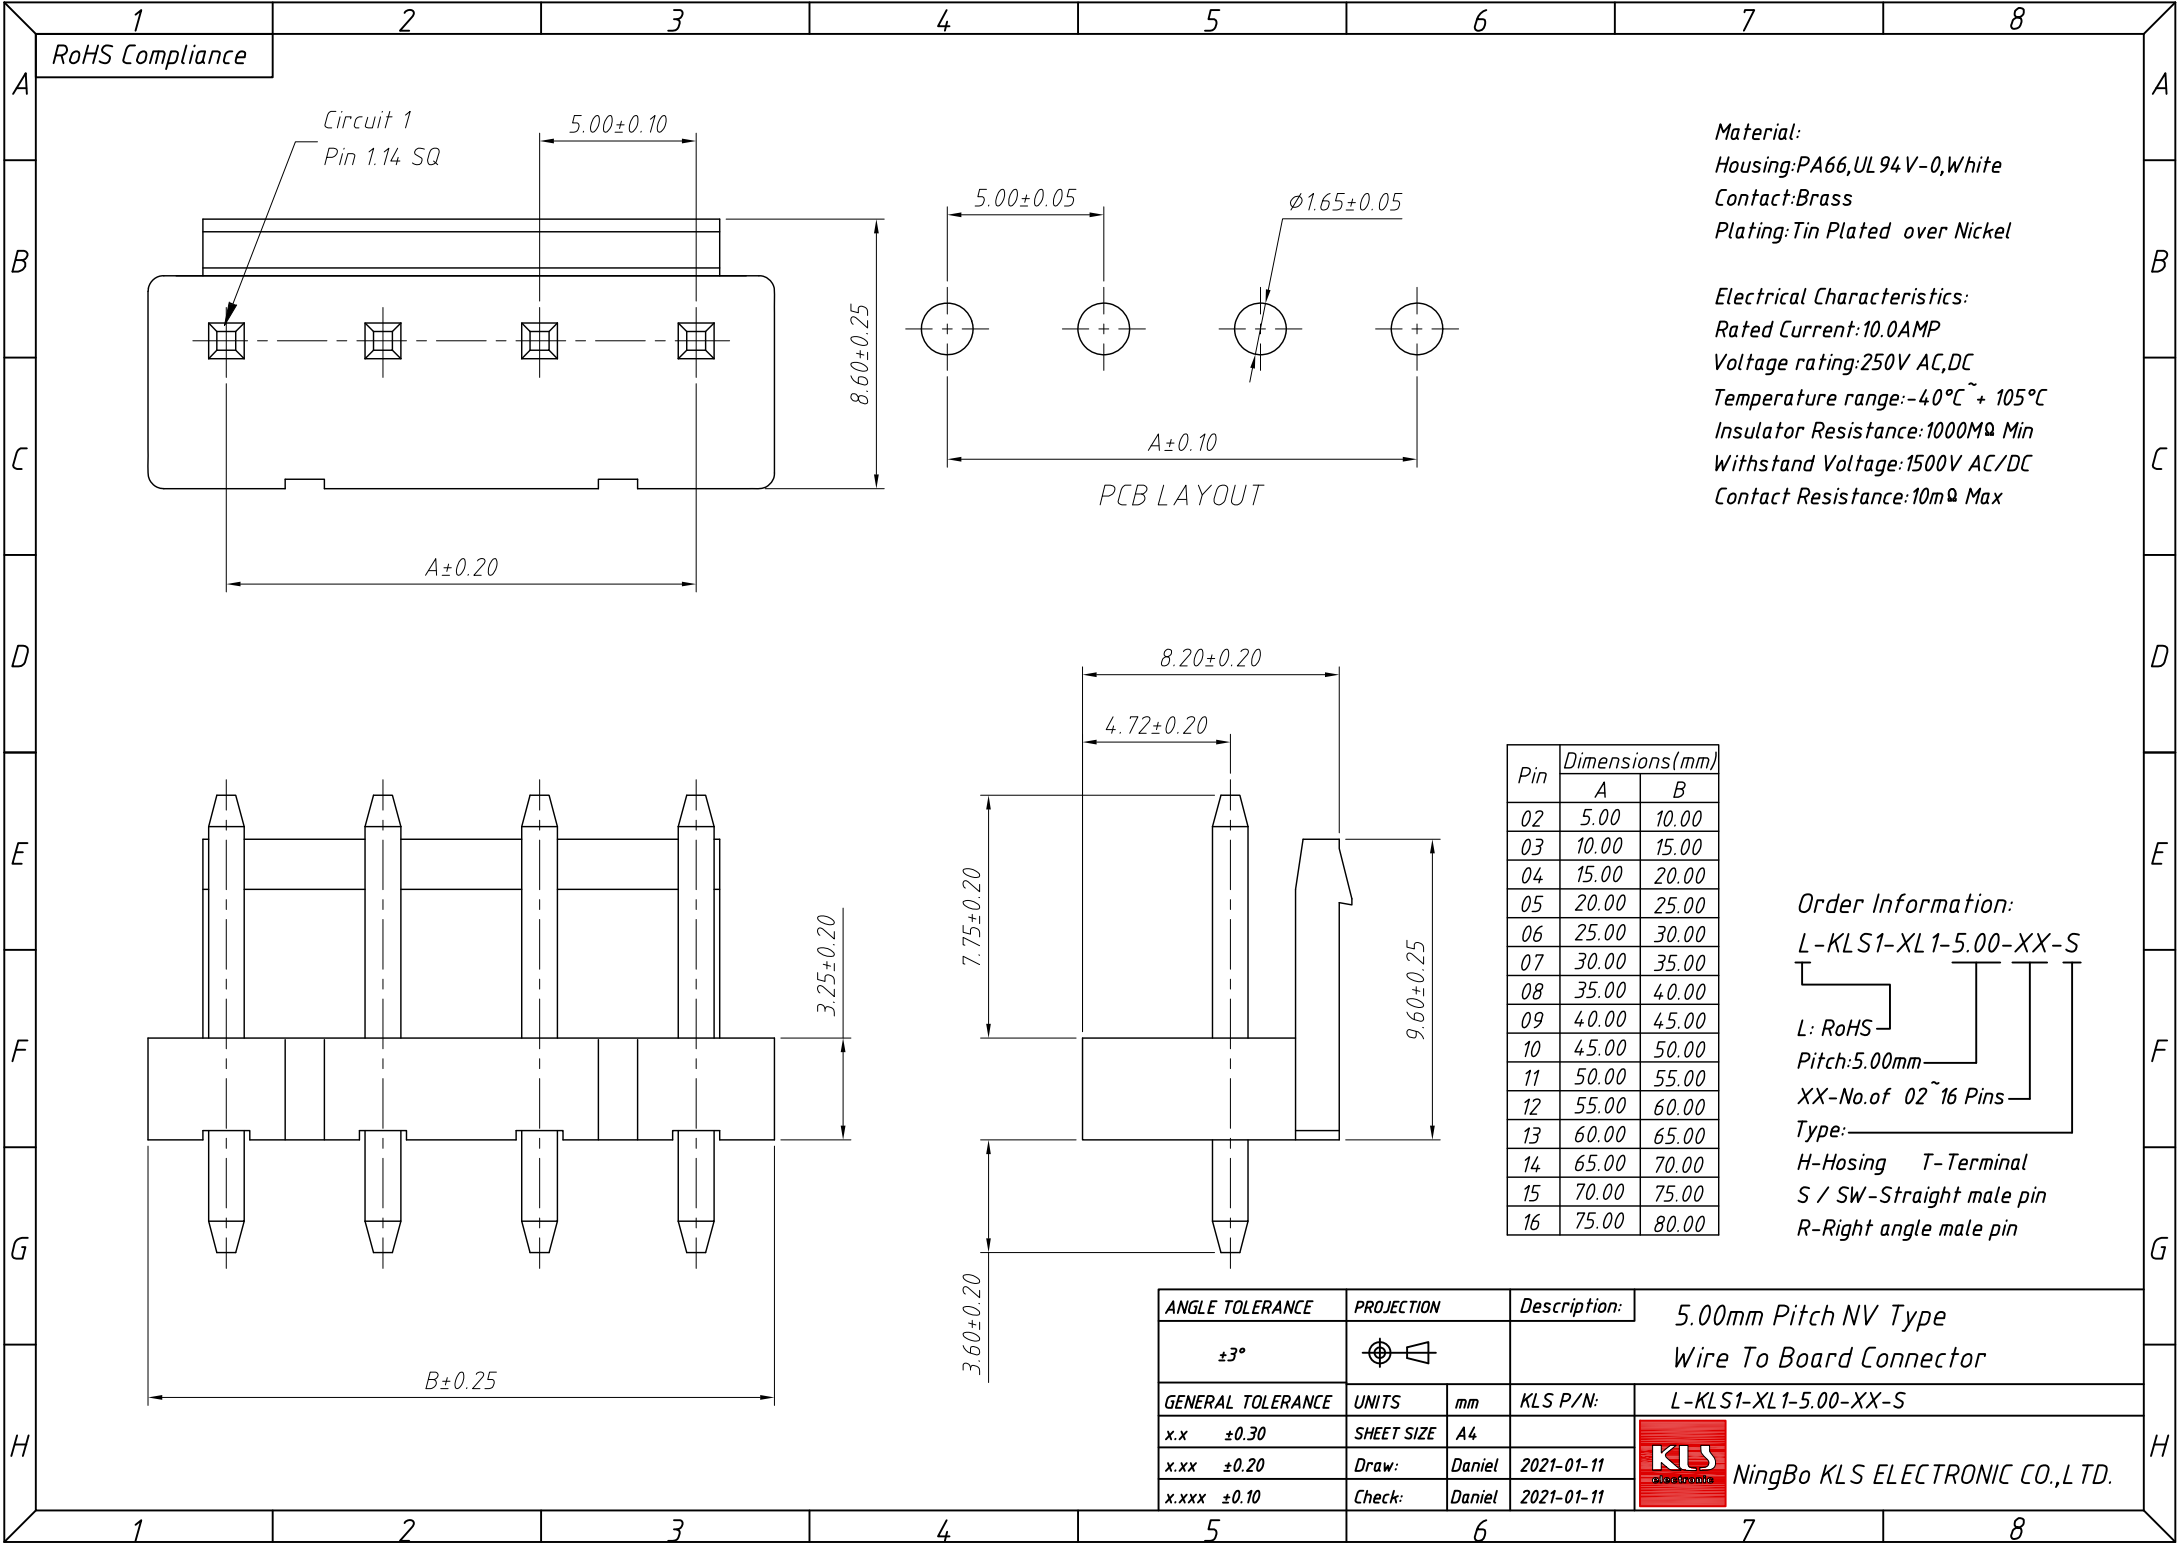 1 2 3 4 5 6 7 8
RoHS Compliance
A A
B B
C C
D D
E E
F F
G G
H H
Circuit 1
Pin 1.14 SQ
5.00±0.10
8.60±0.25
A±0.20
5.00±0.05
Ø1.65±0.05
A±0.10
PCB LAYOUT
Material:
Housing:PA66,UL94V-0,White
Contact:Brass
Plating:Tin Plated over Nickel
Electrical Characteristics:
Rated Current:10.0AMP
Voltage rating:250V AC,DC
Temperature range:-40°C~+ 105°C
Insulator Resistance:1000MΩ Min
Withstand Voltage:1500V AC/DC
Contact Resistance:10mΩ Max
3.25±0.20
B±0.25
8.20±0.20
4.72±0.20
7.75±0.20
9.60±0.25
3.60±0.20
Pin Dimensions(mm)
A B
02 5.00 10.00
03 10.00 15.00
04 15.00 20.00
05 20.00 25.00
06 25.00 30.00
07 30.00 35.00
08 35.00 40.00
09 40.00 45.00
10 45.00 50.00
11 50.00 55.00
12 55.00 60.00
13 60.00 65.00
14 65.00 70.00
15 70.00 75.00
16 75.00 80.00
Order Information:
L-KLS1-XL1-5.00-XX-S
L: RoHS
Pitch:5.00mm
XX-No.of 02~16 Pins
Type:
H-Hosing T-Terminal
S / SW-Straight male pin
R-Right angle male pin
ANGLE TOLERANCE PROJECTION Description:
±3°
5.00mm Pitch NV Type
Wire To Board Connector
GENERAL TOLERANCE UNITS mm KLS P/N: L-KLS1-XL1-5.00-XX-S
x.x ±0.30 SHEET SIZE A4
x.xx ±0.20 Draw: Daniel 2021-01-11
x.xxx ±0.10 Check: Daniel 2021-01-11
KLS
electronic
NingBo KLS ELECTRONIC CO.,LTD.
1 2 3 4 5 6 7 8